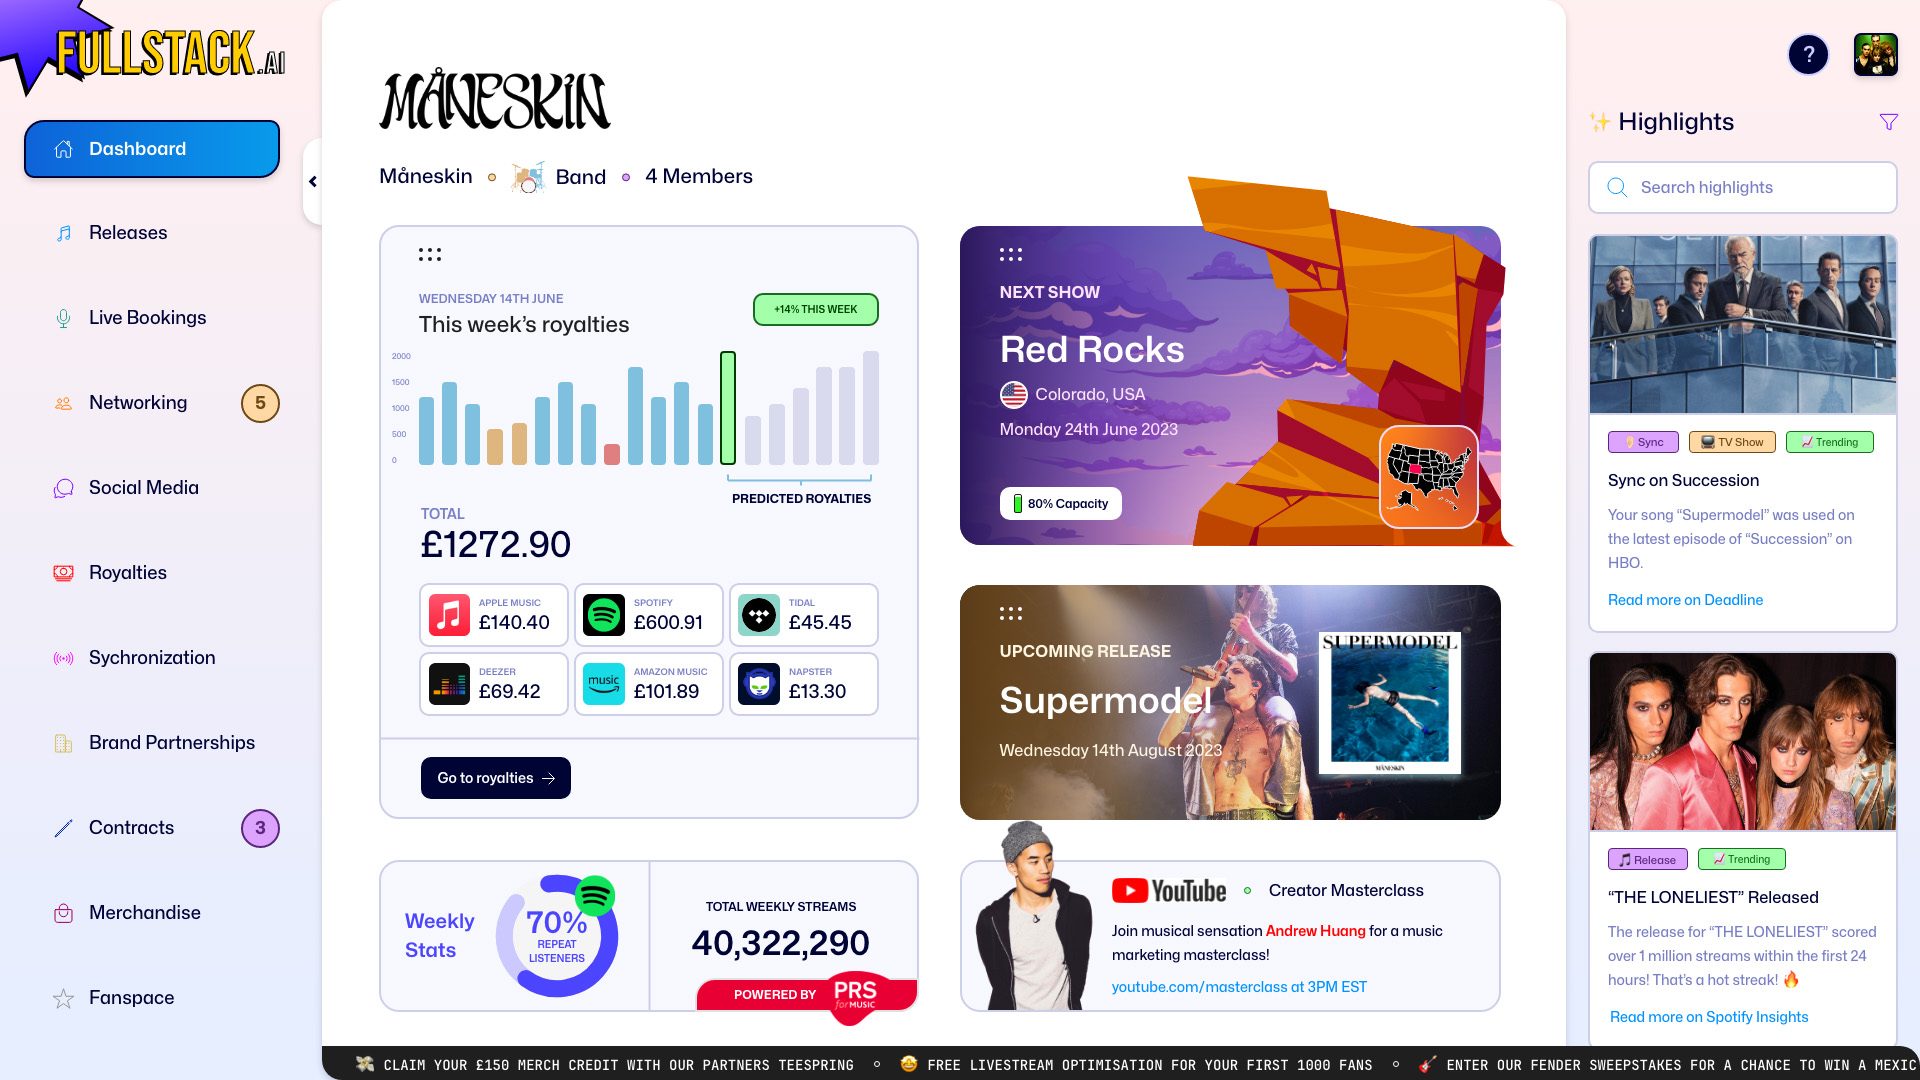 FULLSTACK.AI
Dashboard
Releases
Live Bookings
Networking
5
Social Media
Royalties
Sychronization
Brand Partnerships
Contracts
3
Merchandise
Fanspace
MÅNESKIN
Måneskin
Band
4 Members
WEDNESDAY 14TH JUNE
This week’s royalties
+14% THIS WEEK
2000
1500
1000
500
0
PREDICTED ROYALTIES
TOTAL
£1272.90
APPLE MUSIC
£140.40
SPOTIFY
£600.91
TIDAL
£45.45
DEEZER
£69.42
music
AMAZON MUSIC
£101.89
NAPSTER
£13.30
Go to royalties
NEXT SHOW
Red Rocks
Colorado, USA
Monday 24th June 2023
80% Capacity
UPCOMING RELEASE
Supermodel
Wednesday 14th August 2023
SUPERMODEL
MÅNESKIN
Weekly
Stats
70%
REPEAT
LISTENERS
TOTAL WEEKLY STREAMS
40,322,290
POWERED BY
PRS
for MUSIC
YouTube
Creator Masterclass
Join musical sensation Andrew Huang for a music
marketing masterclass!
youtube.com/masterclass at 3PM EST
?
✨ Highlights
Search highlights
Sync
TV Show
Trending
Sync on Succession
Your song “Supermodel” was used on
the latest episode of “Succession” on
HBO.
Read more on Deadline
Release
Trending
“THE LONELIEST” Released
The release for “THE LONELIEST” scored
over 1 million streams within the first 24
hours! That’s a hot streak! 🔥
Read more on Spotify Insights
💸 CLAIM YOUR £150 MERCH CREDIT WITH OUR PARTNERS TEESPRING
🤩 FREE LIVESTREAM OPTIMISATION FOR YOUR FIRST 1000 FANS
🎸 ENTER OUR FENDER SWEEPSTAKES FOR A CHANCE TO WIN A MEXIC